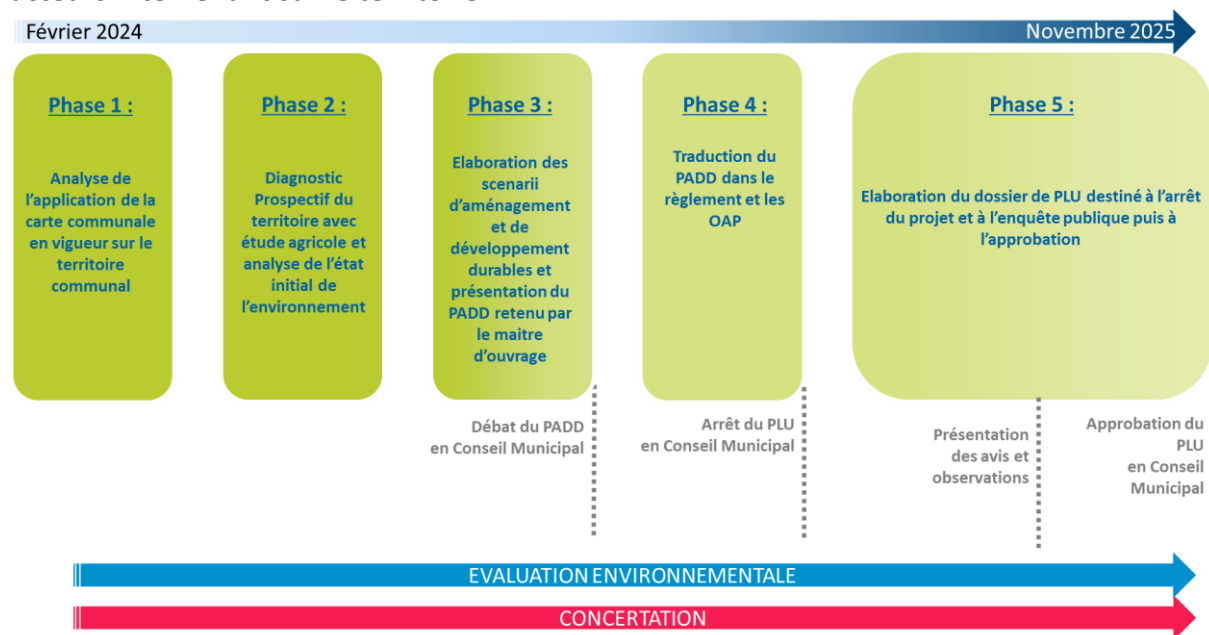 Février 2024
Novembre 2025
Phase 1 :
Analyse de
l'application de la
carte communale
en vigueur sur le
territoire
communal
Phase 2 :
Diagnostic
Prospectif du
territoire avec
étude agricole et
analyse de l'état
initial de
l'environnement
Phase 3 :
Elaboration des
scenarii
d'aménagement
et de
développement
durables et
présentation du
PADD retenu par
le maitre
d'ouvrage
Phase 4 :
Traduction du
PADD dans le
règlement et les
OAP
Phase 5 :
Elaboration du dossier de PLU destiné à l'arrêt
du projet et à l'enquête publique puis à
l'approbation
Débat du PADD
en Conseil Municipal
Arrêt du PLU
en Conseil Municipal
Présentation
des avis et
observations
Approbation du
PLU
en Conseil
Municipal
EVALUATION ENVIRONNEMENTALE
CONCERTATION